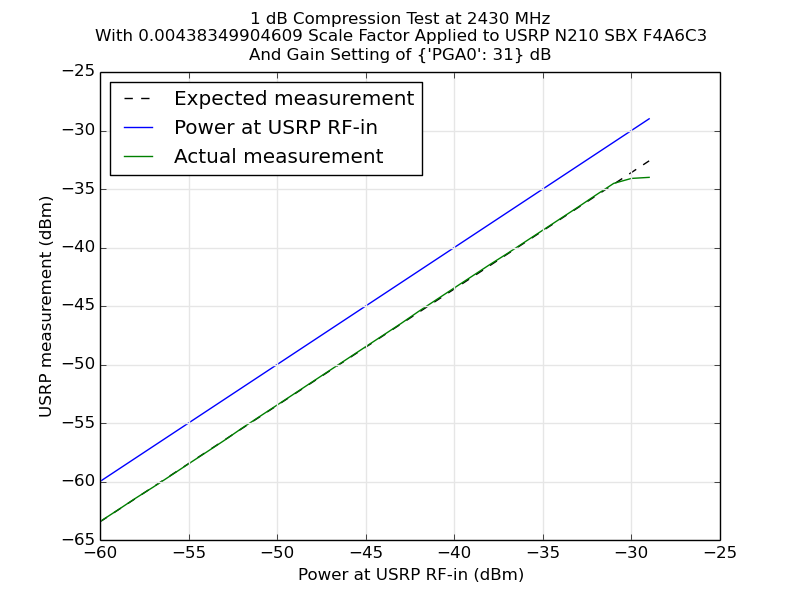 1 dB Compression Test at 2430 MHz
With 0.00438349904609 Scale Factor Applied to USRP N210 SBX F4A6C3
And Gain Setting of {'PGA0': 31} dB
Expected measurement
Power at USRP RF-in
Actual measurement
USRP measurement (dBm)
−25
−30
−35
−40
−45
−50
−55
−60
−65
−60
−55
−50
−45
−40
−35
−30
−25
Power at USRP RF-in (dBm)